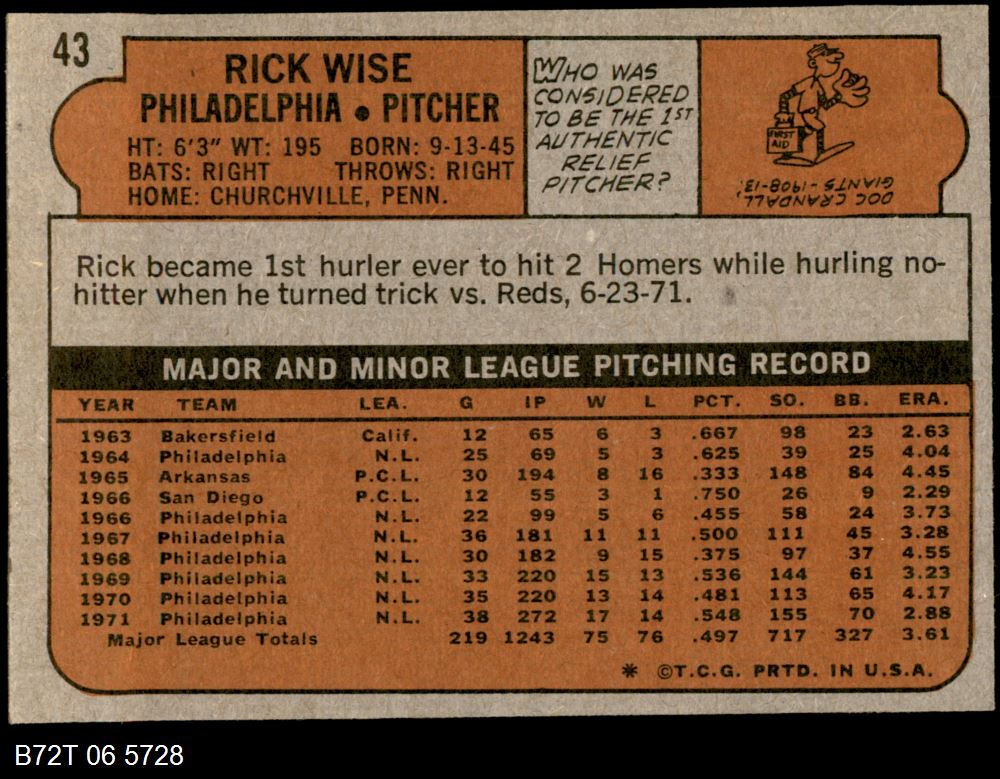 43
RICK WISE
PHILADELPHIA • PITCHER
HT: 6'3" WT: 195 BORN: 9-13-45
BATS: RIGHT THROWS: RIGHT
HOME: CHURCHVILLE, PENN.
WHO WAS
CONSIDERED
TO BE THE 1ST
AUTHENTIC
RELIEF
PITCHER?
FIRST
AID
DOC CRANDALL,
GIANTS-1908-13.
Rick became 1st hurler ever to hit 2 Homers while hurling no-
hitter when he turned trick vs. Reds, 6-23-71.
MAJOR AND MINOR LEAGUE PITCHING RECORD
YEAR TEAM LEA. G IP W L PCT. SO. BB. ERA.
1963 Bakersfield Calif. 12 65 6 3 .667 98 23 2.63
1964 Philadelphia N.L. 25 69 5 3 .625 39 25 4.04
1965 Arkansas P.C.L. 30 194 8 16 .333 148 84 4.45
1966 San Diego P.C.L. 12 55 3 1 .750 26 9 2.29
1966 Philadelphia N.L. 22 99 5 6 .455 58 24 3.73
1967 Philadelphia N.L. 36 181 11 11 .500 111 45 3.28
1968 Philadelphia N.L. 30 182 9 15 .375 97 37 4.55
1969 Philadelphia N.L. 33 220 15 13 .536 144 61 3.23
1970 Philadelphia N.L. 35 220 13 14 .481 113 65 4.17
1971 Philadelphia N.L. 38 272 17 14 .548 155 70 2.88
Major League Totals 219 1243 75 76 .497 717 327 3.61
* ©T.C.G. PRTD. IN U.S.A.
B72T 06 5728